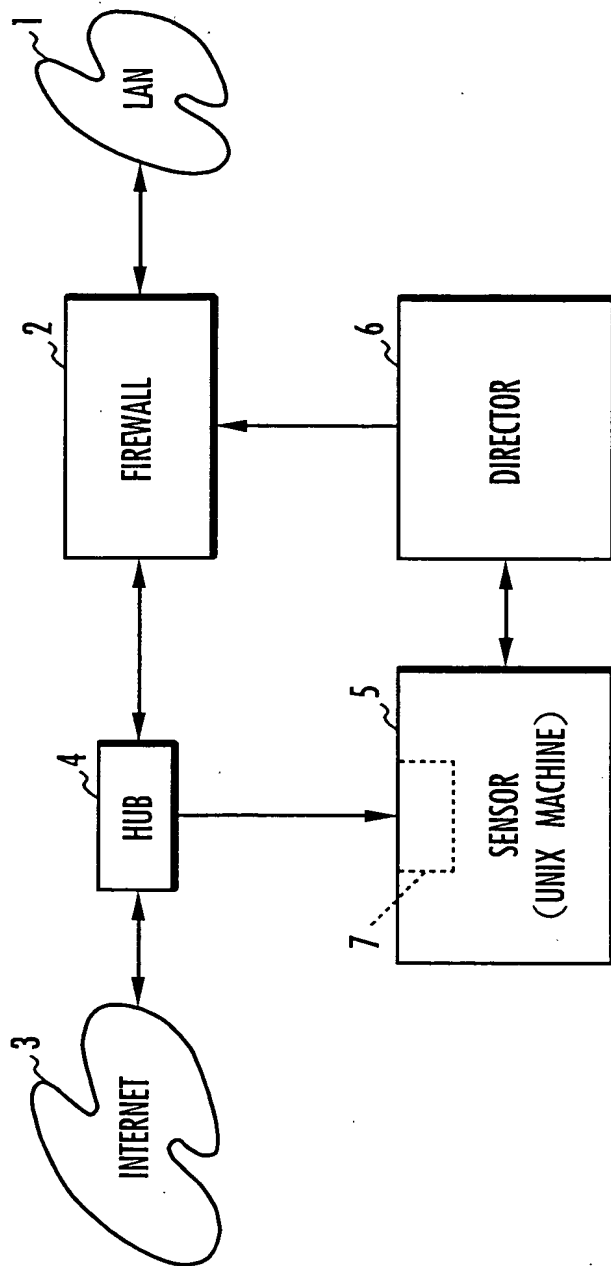 3
INTERNET
4
HUB
2
FIREWALL
1
LAN
7
5
SENSOR
(UNIX MACHINE)
6
DIRECTOR